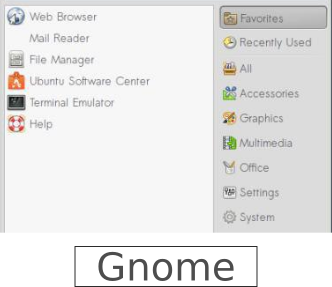 Web Browser
Mail Reader
File Manager
Ubuntu Software Center
Terminal Emulator
Help
Favorites
Recently Used
All
Accessories
Graphics
Multimedia
Office
Settings
System
Gnome